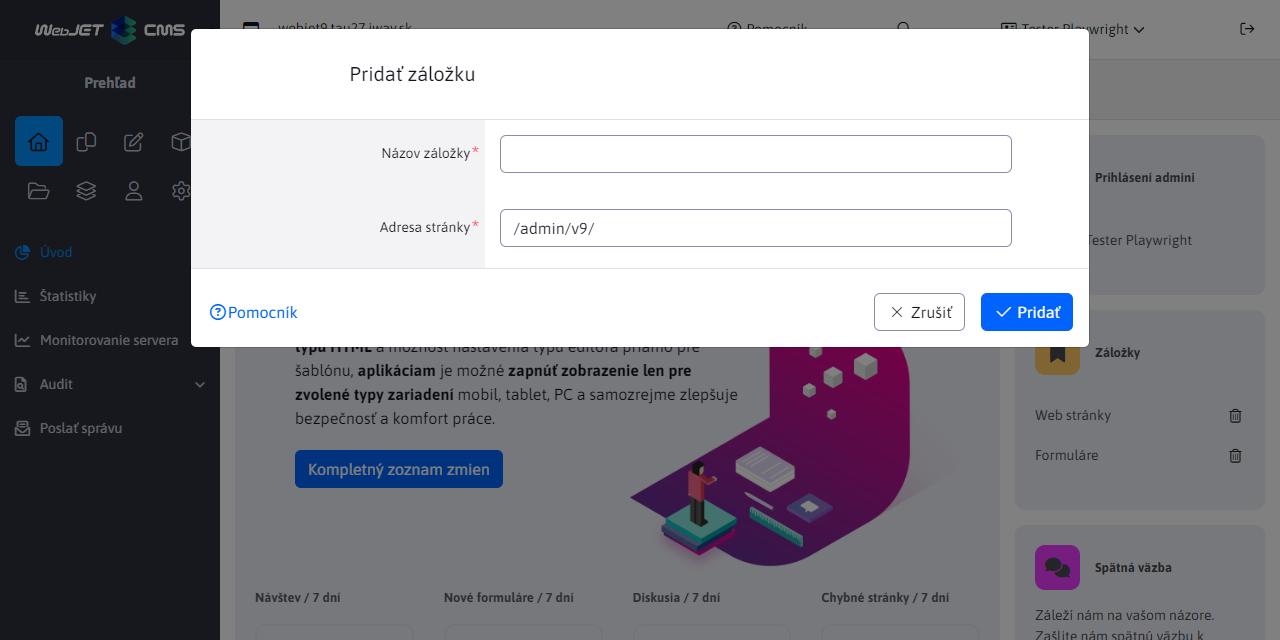 WebJET CMS
webjet9.tau27.iway.sk
Pomocník
Tester Playwright
Prehľad
Pridať záložku
Názov záložky*
Adresa stránky*
/admin/v9/
Pomocník
Zrušiť
Pridať
Úvod
Štatistiky
Monitorovanie servera
Audit
Poslať správu
typu HTML a možnosť nastavenia typu editora priamo pre
šablónu, aplikáciam je možné zapnúť zobrazenie len pre
zvolené typy zariadení mobil, tablet, PC a samozrejme zlepšuje
bezpečnosť a komfort práce.
Kompletný zoznam zmien
Návštev / 7 dní
Nové formuláre / 7 dní
Diskusia / 7 dní
Chybné stránky / 7 dní
Prihlásení admini
Tester Playwright
Záložky
Web stránky
Formuláre
Spätná väzba
Záleží nám na vašom názore.
Zašlite nám spätnú väzbu k